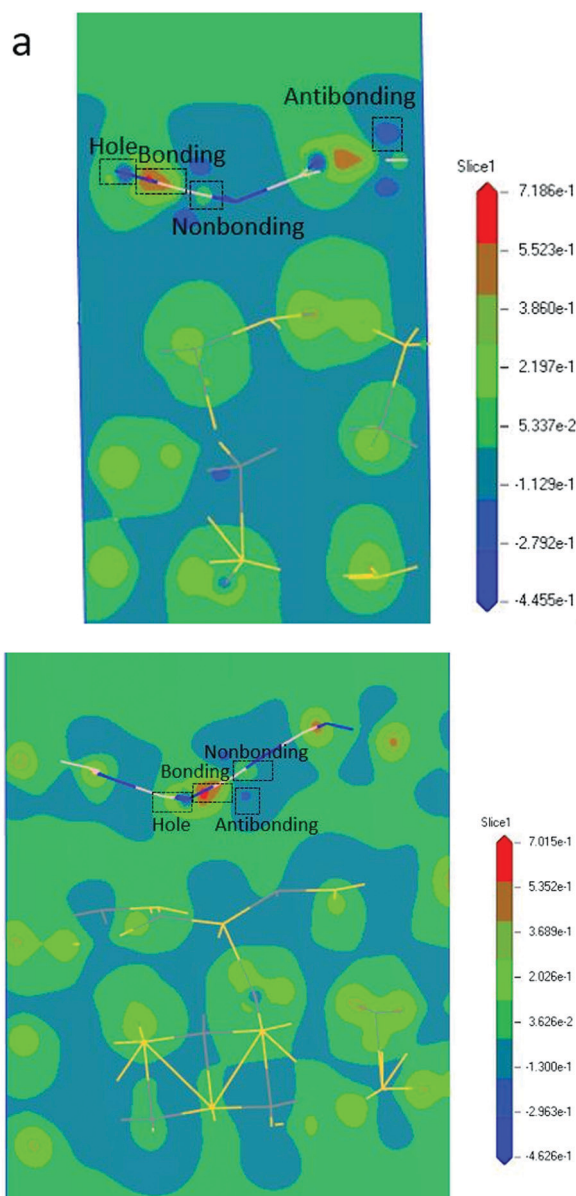 a
Antibonding
Hole
Bonding
Nonbonding
Slice1
7.186e-1
5.523e-1
3.860e-1
2.197e-1
5.337e-2
-1.129e-1
-2.792e-1
-4.455e-1
Nonbonding
Bonding
Hole
Antibonding
Slice1
7.015e-1
5.352e-1
3.689e-1
2.026e-1
3.626e-2
-1.300e-1
-2.963e-1
-4.626e-1